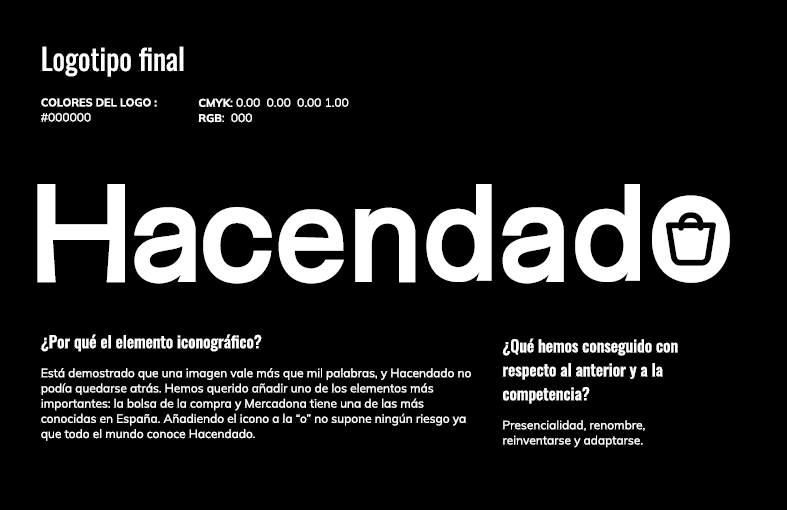 Logotipo final
COLORES DEL LOGO :
#000000
CMYK: 0.00 0.00 0.00 1.00
RGB: 000
Hacendado
¿Por qué el elemento iconográfico?
Está demostrado que una imagen vale más que mil palabras, y Hacendado no
podía quedarse atrás. Hemos querido añadir uno de los elementos más
importantes: la bolsa de la compra y Mercadona tiene una de las más
conocidas en España. Añadiendo el icono a la “o” no supone ningún riesgo ya
que todo el mundo conoce Hacendado.
¿Qué hemos conseguido con
respecto al anterior y a la
competencia?
Presencialidad, renombre,
reinventarse y adaptarse.